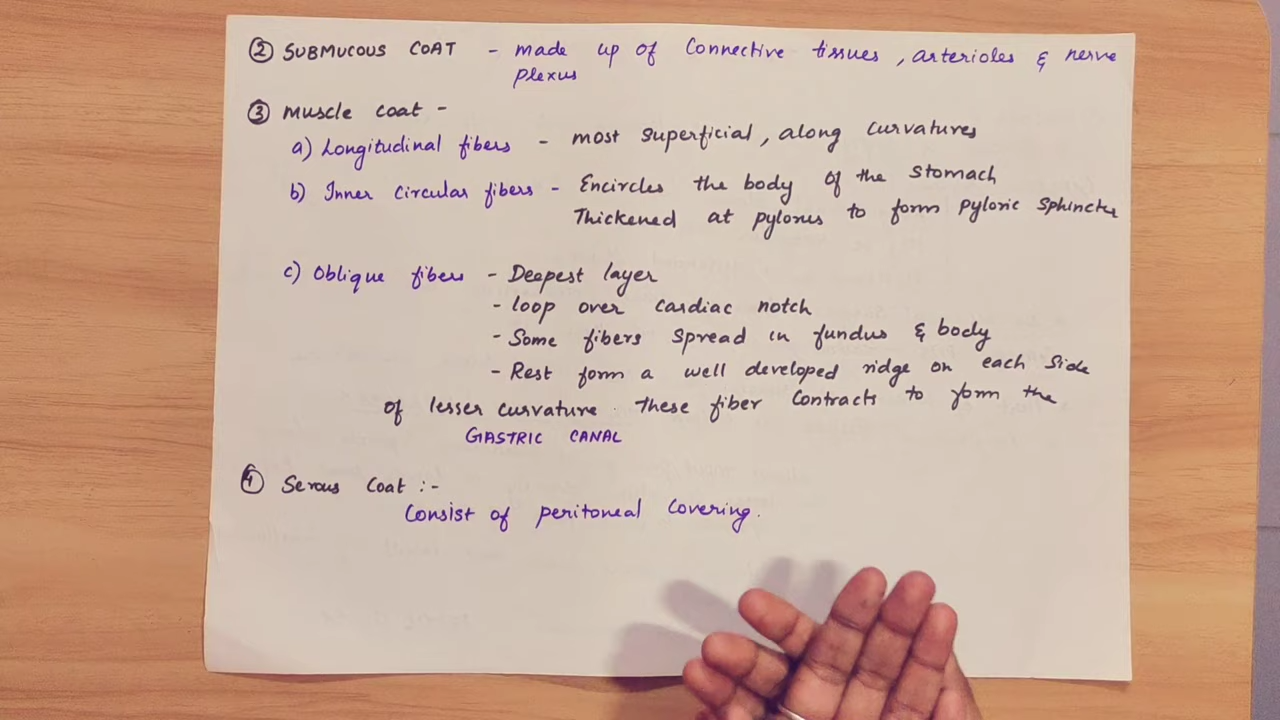 ② SUBMUCOUS COAT - made up of Connective tissues, arterioles & nerve
plexus
③ Muscle coat -
a) Longitudinal fibers - most superficial, along curvatures
b) Inner circular fibers - Encircles the body of the stomach
Thickened at pylorus to form pyloric sphincter
c) Oblique fibers - Deepest layer
- loop over cardiac notch
- Some fibers spread in fundus & body
- Rest form a well developed ridge on each side
of lesser curvature. These fiber contracts to form the
GASTRIC CANAL
④ Serous Coat :-
Consist of peritoneal covering.